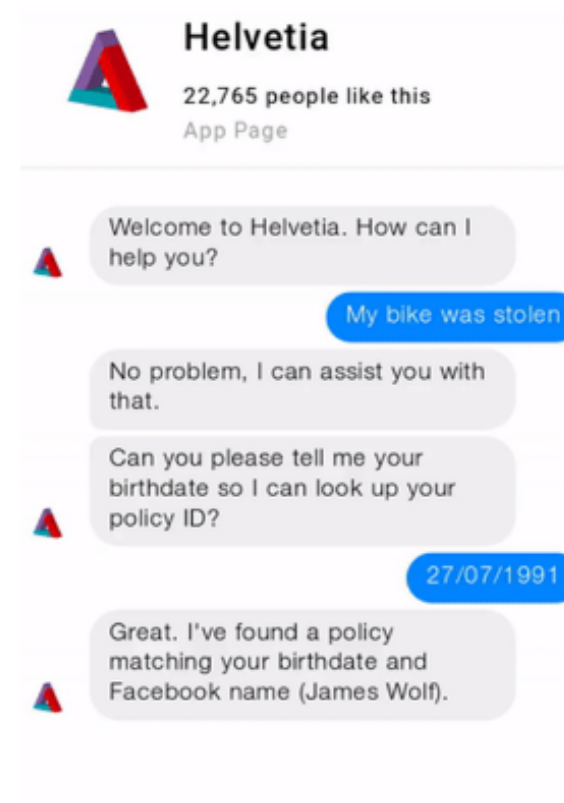 Helvetia
22,765 people like this
App Page
Welcome to Helvetia. How can I
help you?
My bike was stolen
No problem, I can assist you with
that.
Can you please tell me your
birthdate so I can look up your
policy ID?
27/07/1991
Great. I've found a policy
matching your birthdate and
Facebook name (James Wolf).